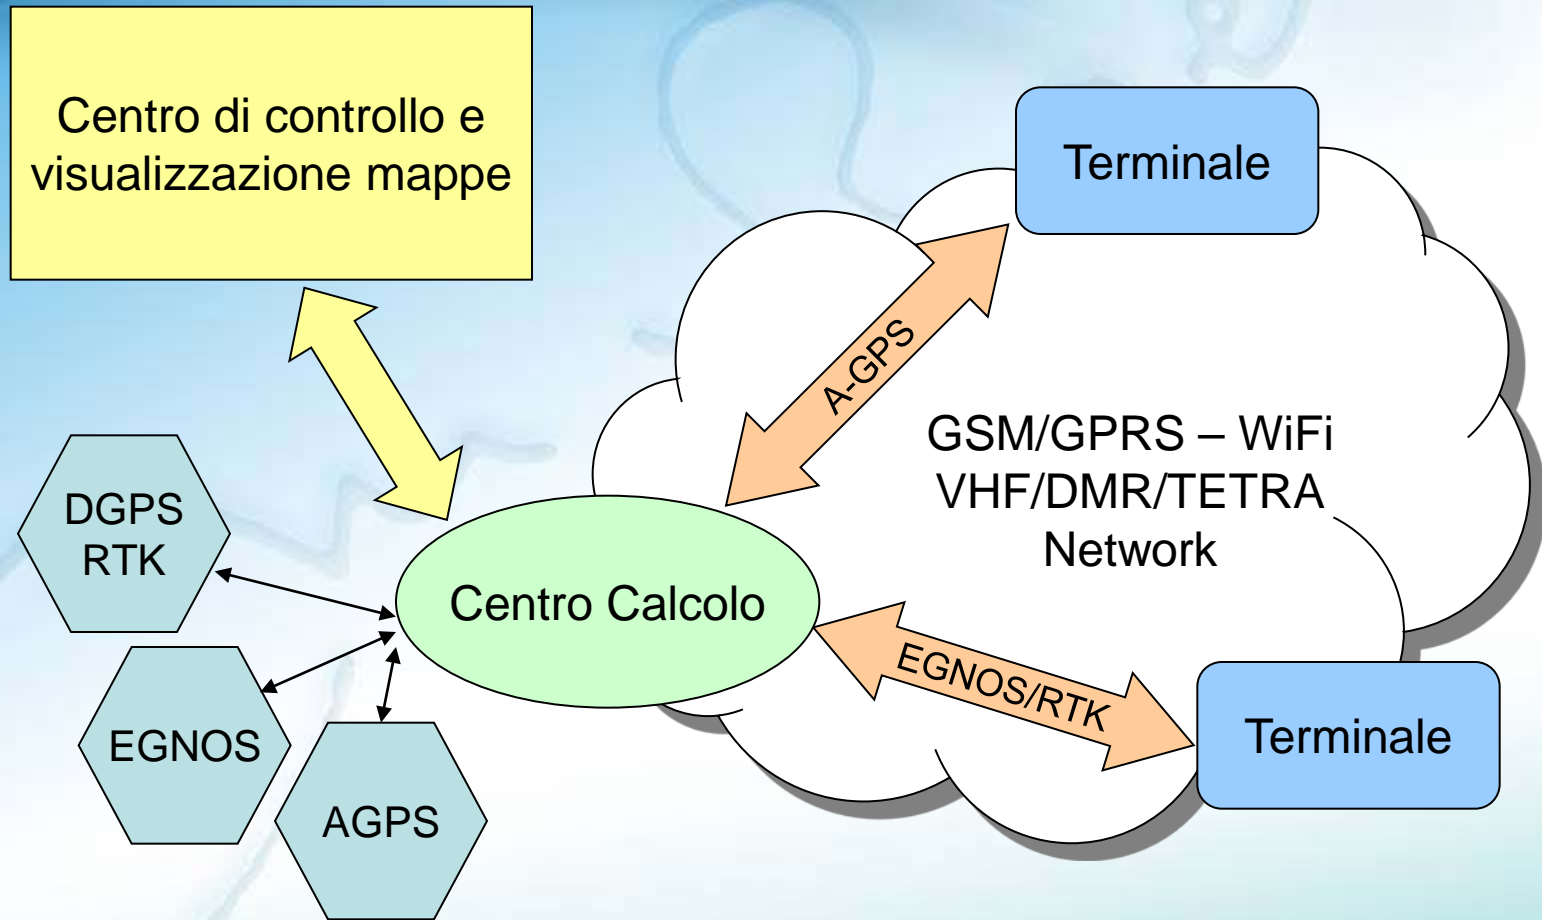 Centro di controllo e
visualizzazione mappe
Terminale
A-GPS
GSM/GPRS – WiFi
VHF/DMR/TETRA
Network
DGPS
RTK
Centro Calcolo
EGNOS/RTK
EGNOS
Terminale
AGPS